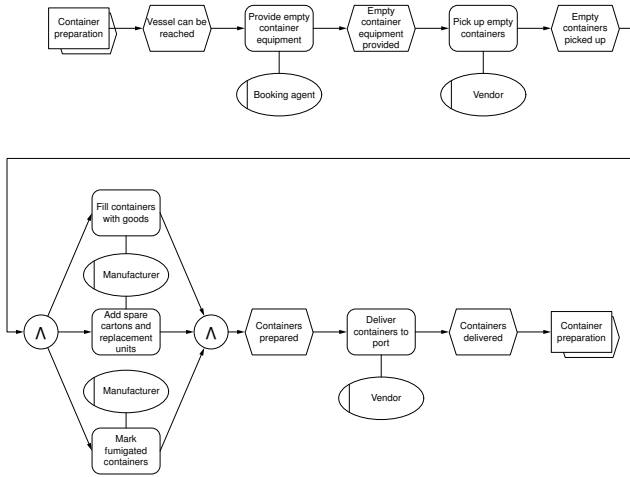 Container
preparation
Vessel can be
reached
Provide empty
container
equipment
Empty
container
equipment
provided
Pick up empty
containers
Empty
containers
picked up
Booking agent
Vendor
Fill containers
with goods
Manufacturer
Λ
Add spare
cartons and
replacement
units
Λ
Containers
prepared
Deliver
containers to
port
Containers
delivered
Container
preparation
Manufacturer
Vendor
Mark
fumigated
containers